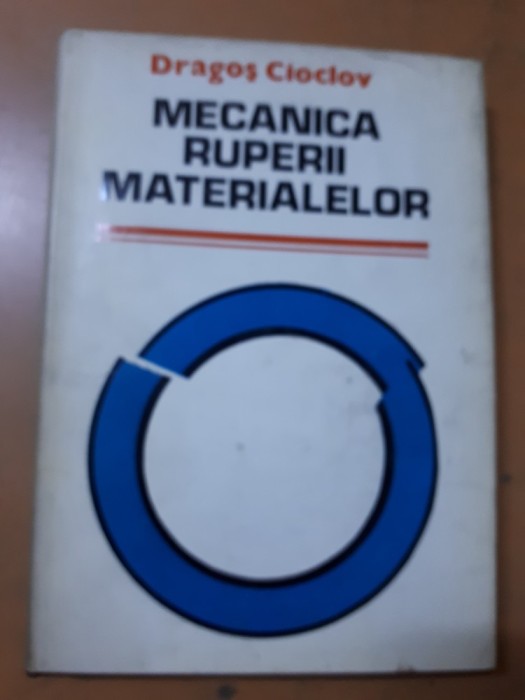 Dragoş Cioclov
MECANICA
RUPERII
MATERIALELOR